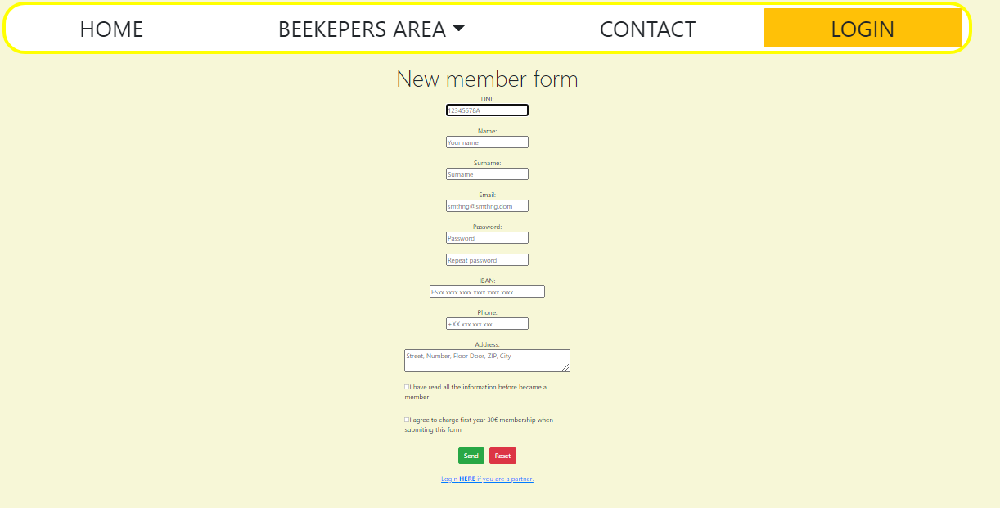 HOME BEEKEPERS AREA CONTACT LOGIN
New member form
DNI:
12345678A
Name:
Your name
Surname:
Surname
Email:
smthng@smthng.dom
Password:
Password
Repeat password
IBAN:
ESxx xxxx xxxx xxxx xxxx xxxx
Phone:
+XX xxx xxx xxx
Address:
Street, Number, Floor Door, ZIP, City
I have read all the information before became a
member
I agree to charge first year 30€ membership when
submiting this form
Send Reset
Login HERE if you are a partner.